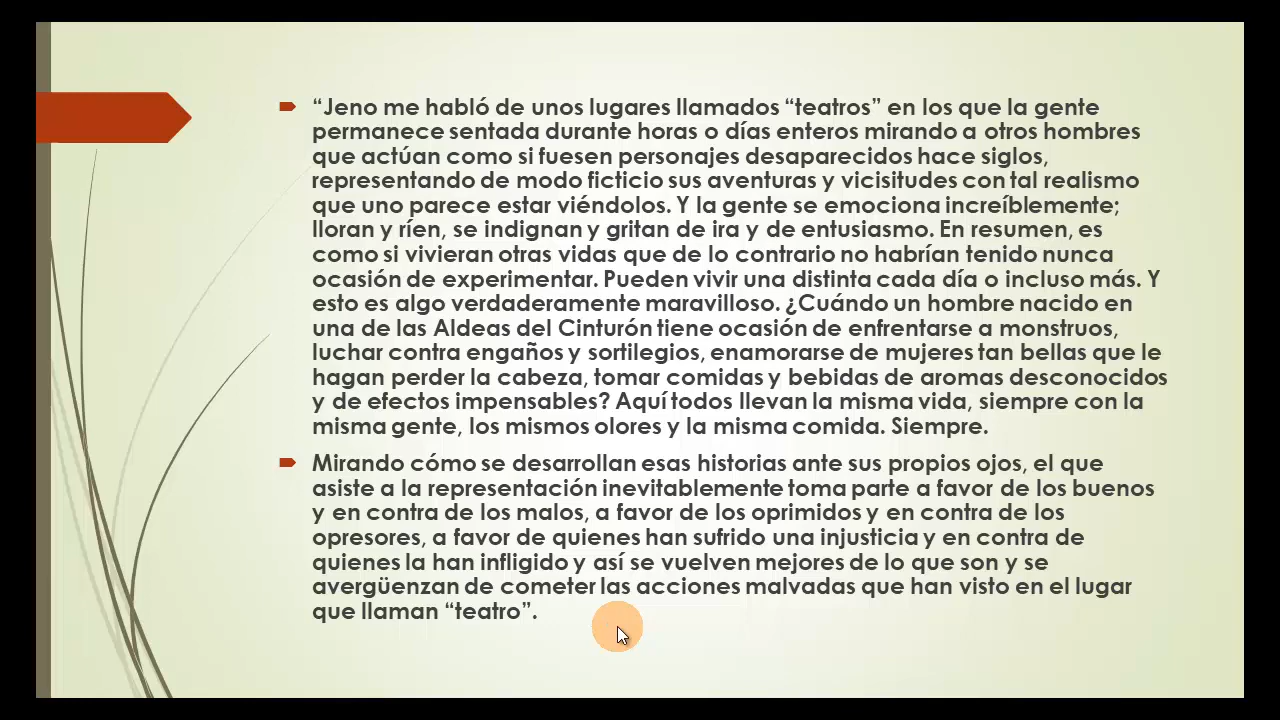 “Jeno me habló de unos lugares llamados “teatros” en los que la gente
permanece sentada durante horas o días enteros mirando a otros hombres
que actúan como si fuesen personajes desaparecidos hace siglos,
representando de modo ficticio sus aventuras y vicisitudes con tal realismo
que uno parece estar viéndolos. Y la gente se emociona increíblemente;
lloran y ríen, se indignan y gritan de ira y de entusiasmo. En resumen, es
como si vivieran otras vidas que de lo contrario no habrían tenido nunca
ocasión de experimentar. Pueden vivir una distinta cada día o incluso más. Y
esto es algo verdaderamente maravilloso. ¿Cuándo un hombre nacido en
una de las Aldeas del Cinturón tiene ocasión de enfrentarse a monstruos,
luchar contra engaños y sortilegios, enamorarse de mujeres tan bellas que le
hagan perder la cabeza, tomar comidas y bebidas de aromas desconocidos
y de efectos impensables? Aquí todos llevan la misma vida, siempre con la
misma gente, los mismos olores y la misma comida. Siempre.
Mirando cómo se desarrollan esas historias ante sus propios ojos, el que
asiste a la representación inevitablemente toma parte a favor de los buenos
y en contra de los malos, a favor de los oprimidos y en contra de los
opresores, a favor de quienes han sufrido una injusticia y en contra de
quienes la han infligido y así se vuelven mejores de lo que son y se
avergüenzan de cometer las acciones malvadas que han visto en el lugar
que llaman “teatro”.